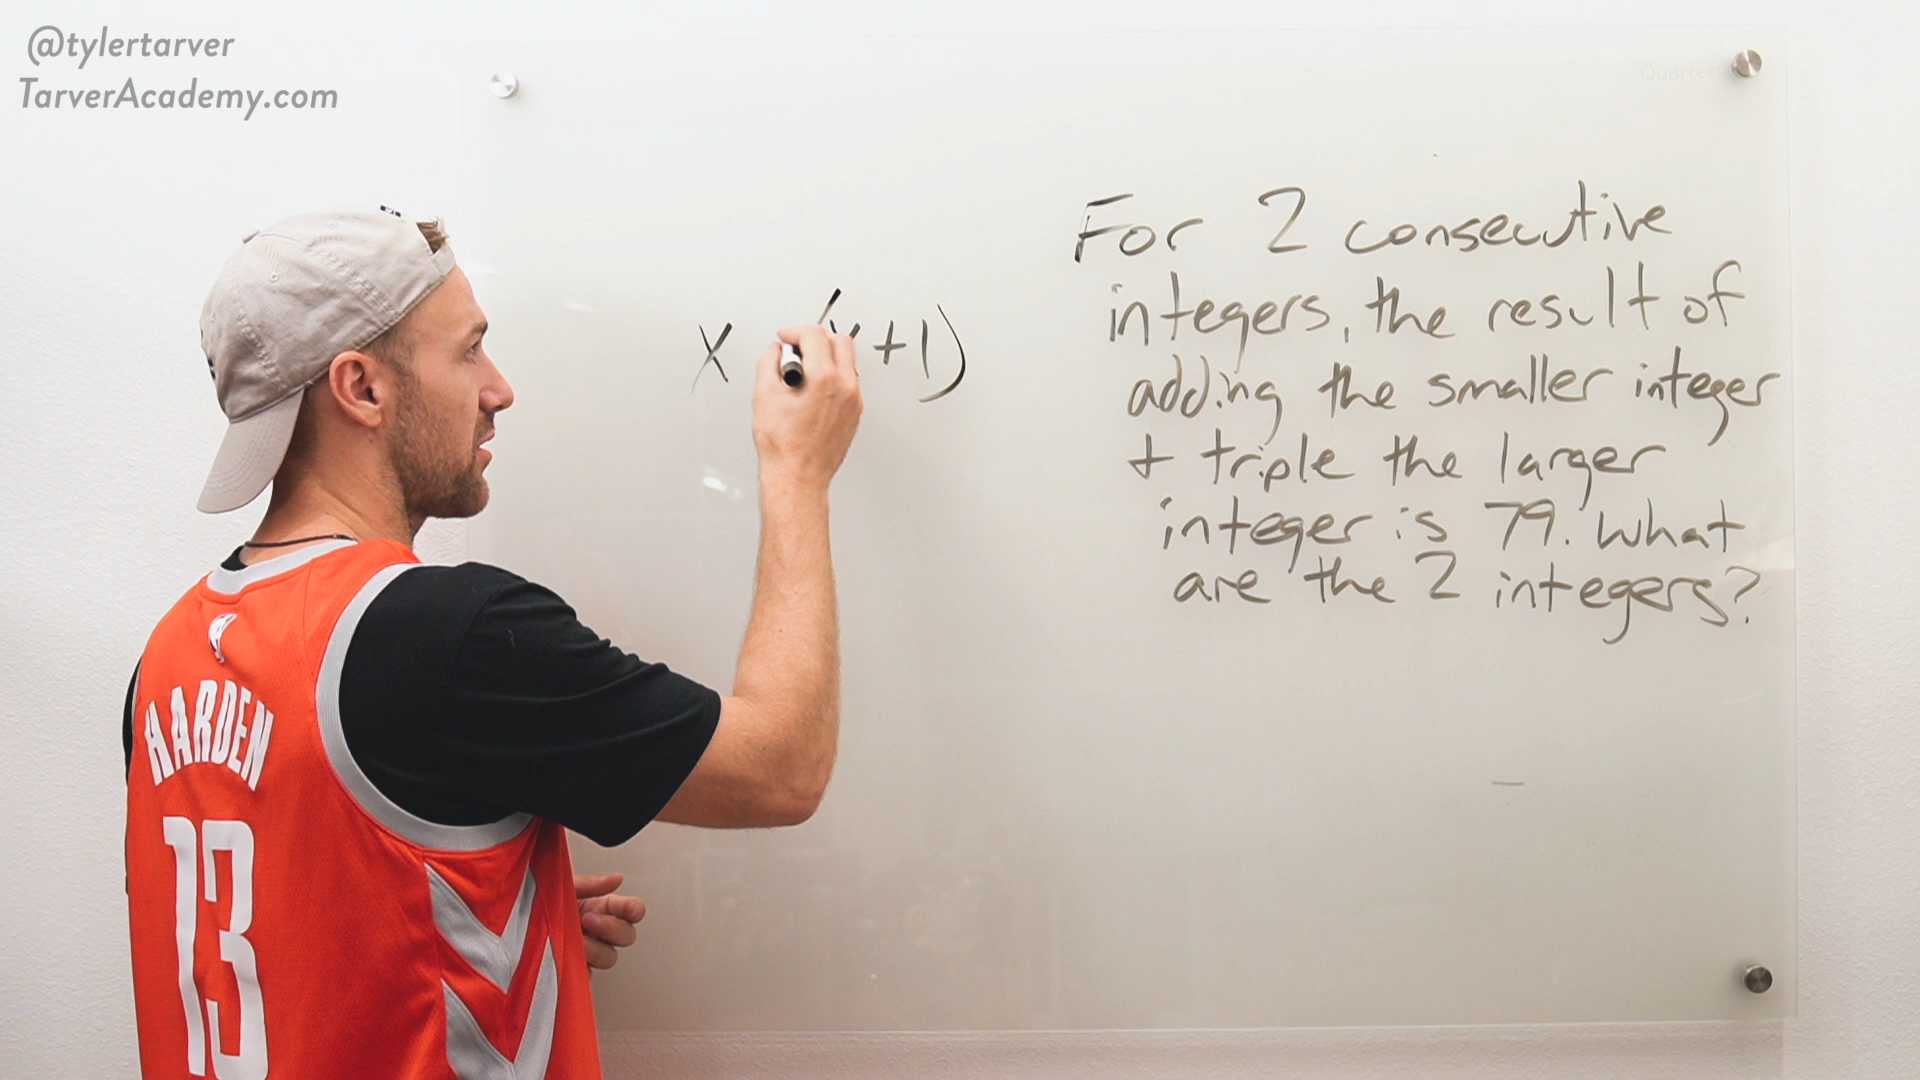 @tylertarver
TarverAcademy.com
Quartet
For 2 consecutive
integers, the result of
adding the smaller integer
+ triple the larger
integer is 79. What
are the 2 integers?
x (x+1)
HARDEN
13